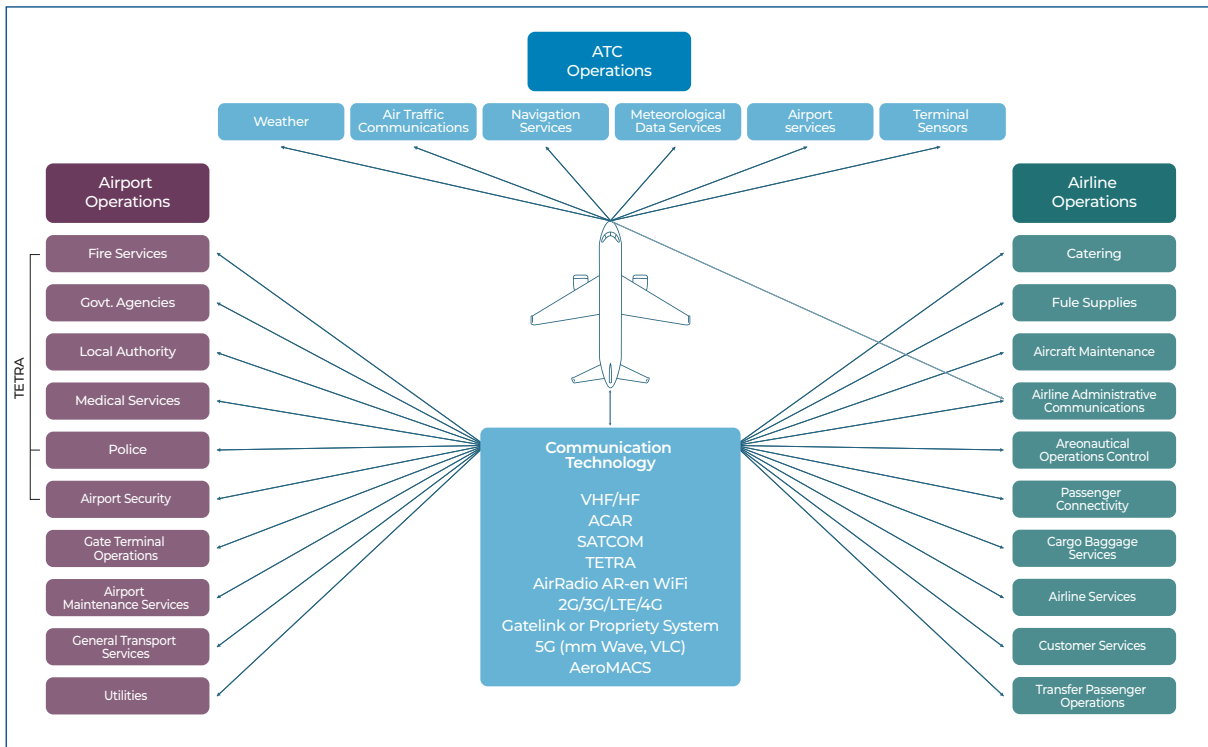 ATC
Operations
Weather
Air Traffic
Communications
Navigation
Services
Meteorological
Data Services
Airport
services
Terminal
Sensors
Airport
Operations
Fire Services
Govt. Agencies
Local Authority
Medical Services
Police
Airport Security
Gate Terminal
Operations
Airport
Maintenance Services
General Transport
Services
Utilities
TETRA
Communication
Technology
VHF/HF
ACAR
SATCOM
TETRA
AirRadio AR-en WiFi
2G/3G/LTE/4G
Gatelink or Propriety System
5G (mm Wave, VLC)
AeroMACS
Airline
Operations
Catering
Fule Supplies
Aircraft Maintenance
Airline Administrative
Communications
Areonautical
Operations Control
Passenger
Connectivity
Cargo Baggage
Services
Airline Services
Customer Services
Transfer Passenger
Operations